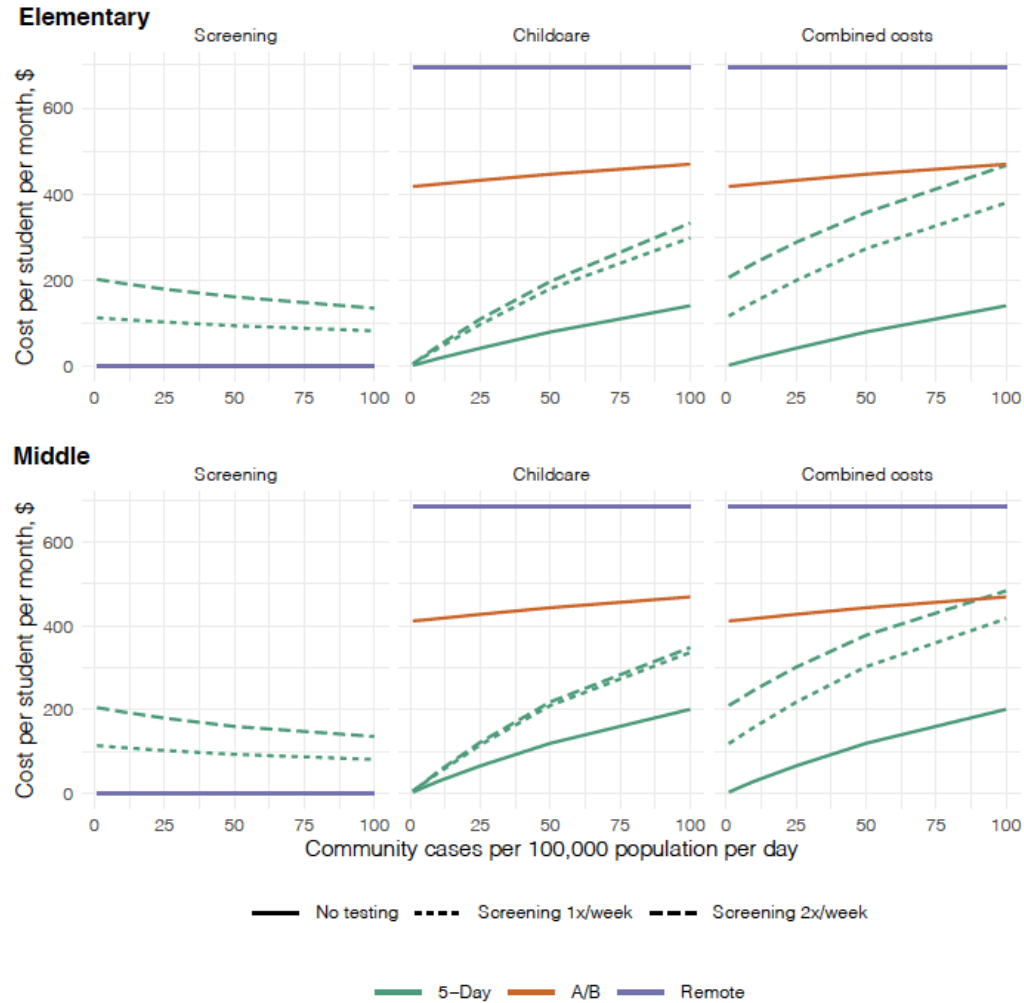 Elementary
Screening Childcare Combined costs
Cost per student per month, $
600
400
200
0
0 25 50 75 100 0 25 50 75 100 0 25 50 75 100
Middle
Screening Childcare Combined costs
Cost per student per month, $
600
400
200
0
0 25 50 75 100 0 25 50 75 100 0 25 50 75 100
Community cases per 100,000 population per day
No testing Screening 1x/week Screening 2x/week
5−Day A/B Remote